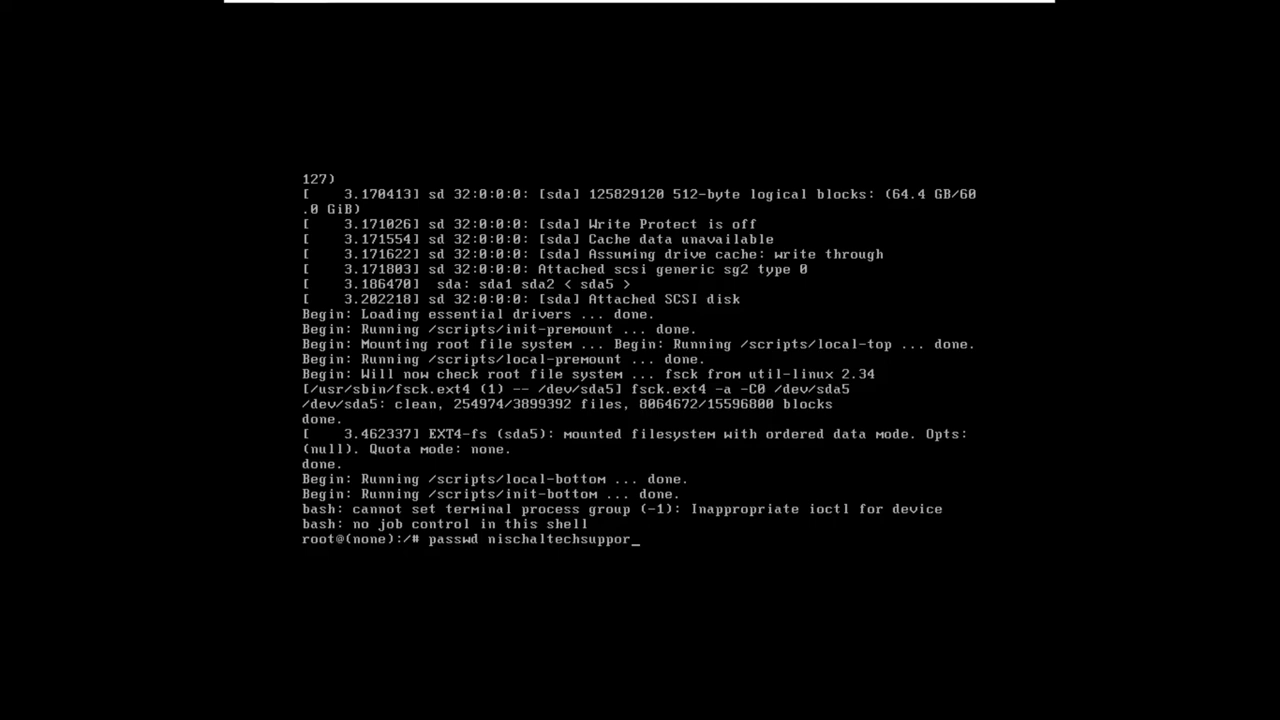 127)
[    3.170413] sd 32:0:0:0: [sda] 125829120 512-byte logical blocks: (64.4 GB/60
.0 GiB)
[    3.171026] sd 32:0:0:0: [sda] Write Protect is off
[    3.171554] sd 32:0:0:0: [sda] Cache data unavailable
[    3.171622] sd 32:0:0:0: [sda] Assuming drive cache: write through
[    3.171803] sd 32:0:0:0: Attached scsi generic sg2 type 0
[    3.186470]  sda: sda1 sda2 < sda5 >
[    3.202218] sd 32:0:0:0: [sda] Attached SCSI disk
Begin: Loading essential drivers ... done.
Begin: Running /scripts/init-premount ... done.
Begin: Mounting root file system ... Begin: Running /scripts/local-top ... done.
Begin: Running /scripts/local-premount ... done.
Begin: Will now check root file system ... fsck from util-linux 2.34
[/usr/sbin/fsck.ext4 (1) -- /dev/sda5] fsck.ext4 -a -C0 /dev/sda5
/dev/sda5: clean, 254974/3899392 files, 8064672/15596800 blocks
done.
[    3.462337] EXT4-fs (sda5): mounted filesystem with ordered data mode. Opts:
(null). Quota mode: none.
done.
Begin: Running /scripts/local-bottom ... done.
Begin: Running /scripts/init-bottom ... done.
bash: cannot set terminal process group (-1): Inappropriate ioctl for device
bash: no job control in this shell
root@(none):/# passwd nischaltechsuppor_